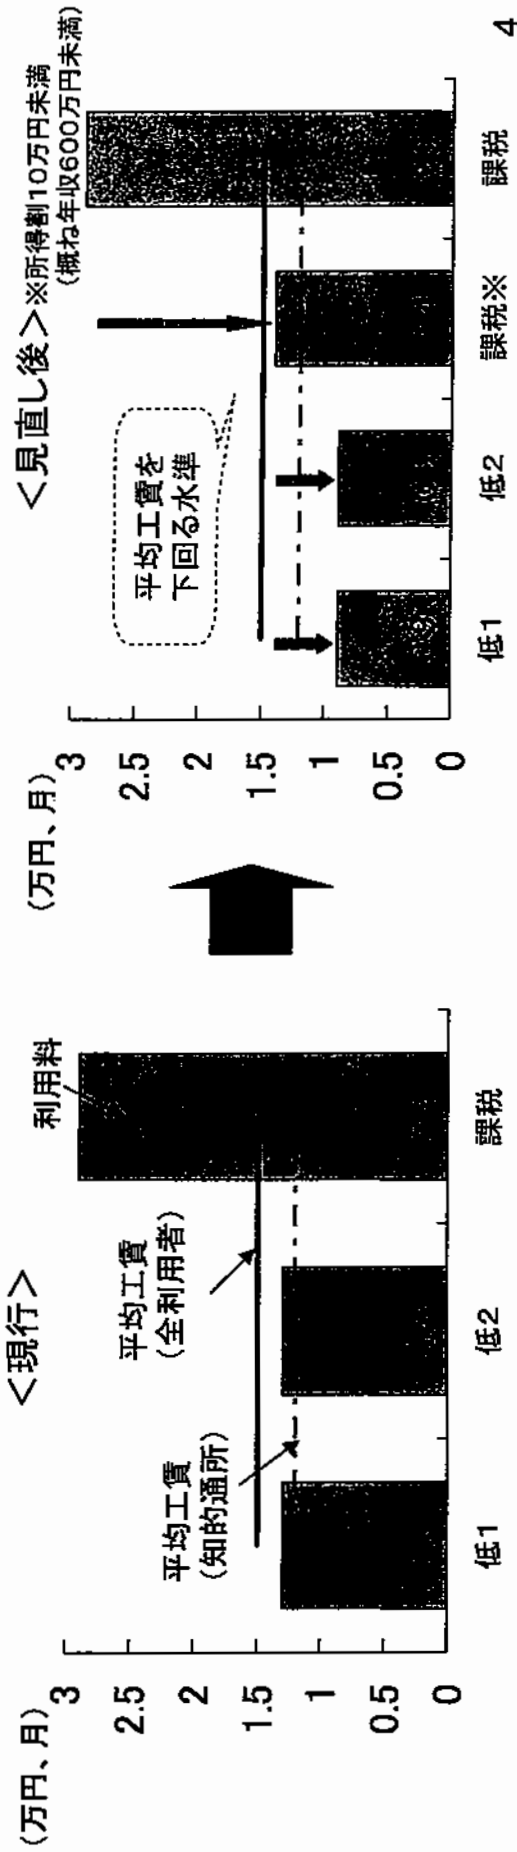 <現行>
(万円、月)
3
2.5
2
1.5
1
0.5
0
平均工賃
(知的通所)
平均工賃
(全利用者)
利用料
低1
低2
課税
<見直し後>※所得割10万円未満
(概ね年収600万円未満)
(万円、月)
3
2.5
2
1.5
1
0.5
0
平均工賃を
下回る水準
低1
低2
課税※
課税
4